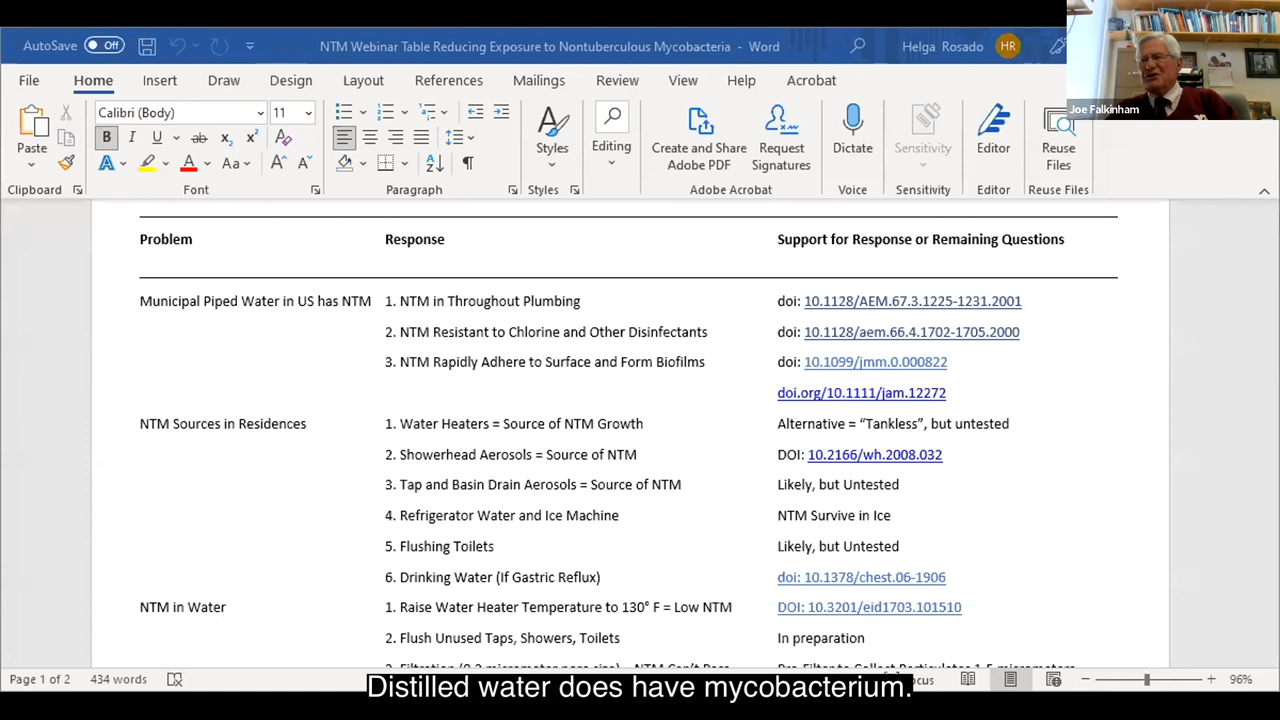 AutoSave Off NTM Webinar Table Reducing Exposure to Nontuberculous Mycobacteria - Word Helga Rosado HR
Joe Falkinham
File Home Insert Draw Design Layout References Mailings Review View Help Acrobat
Calibri (Body) 11
Paste Styles Editing Create and Share Adobe PDF Request Signatures Dictate Sensitivity Editor Reuse Files
Clipboard Font Paragraph Styles Adobe Acrobat Voice Sensitivity Editor Reuse Files
Problem Response Support for Response or Remaining Questions
Municipal Piped Water in US has NTM 1. NTM in Throughout Plumbing doi: 10.1128/AEM.67.3.1225-1231.2001
2. NTM Resistant to Chlorine and Other Disinfectants doi: 10.1128/aem.66.4.1702-1705.2000
3. NTM Rapidly Adhere to Surface and Form Biofilms doi: 10.1099/jmm.0.000822
doi.org/10.1111/jam.12272
NTM Sources in Residences 1. Water Heaters = Source of NTM Growth Alternative = “Tankless”, but untested
2. Showerhead Aerosols = Source of NTM DOI: 10.2166/wh.2008.032
3. Tap and Basin Drain Aerosols = Source of NTM Likely, but Untested
4. Refrigerator Water and Ice Machine NTM Survive in Ice
5. Flushing Toilets Likely, but Untested
6. Drinking Water (If Gastric Reflux) doi: 10.1378/chest.06-1906
NTM in Water 1. Raise Water Heater Temperature to 130° F = Low NTM DOI: 10.3201/eid1703.101510
2. Flush Unused Taps, Showers, Toilets In preparation
Page 1 of 2 434 words 96%
Distilled water does have mycobacterium.